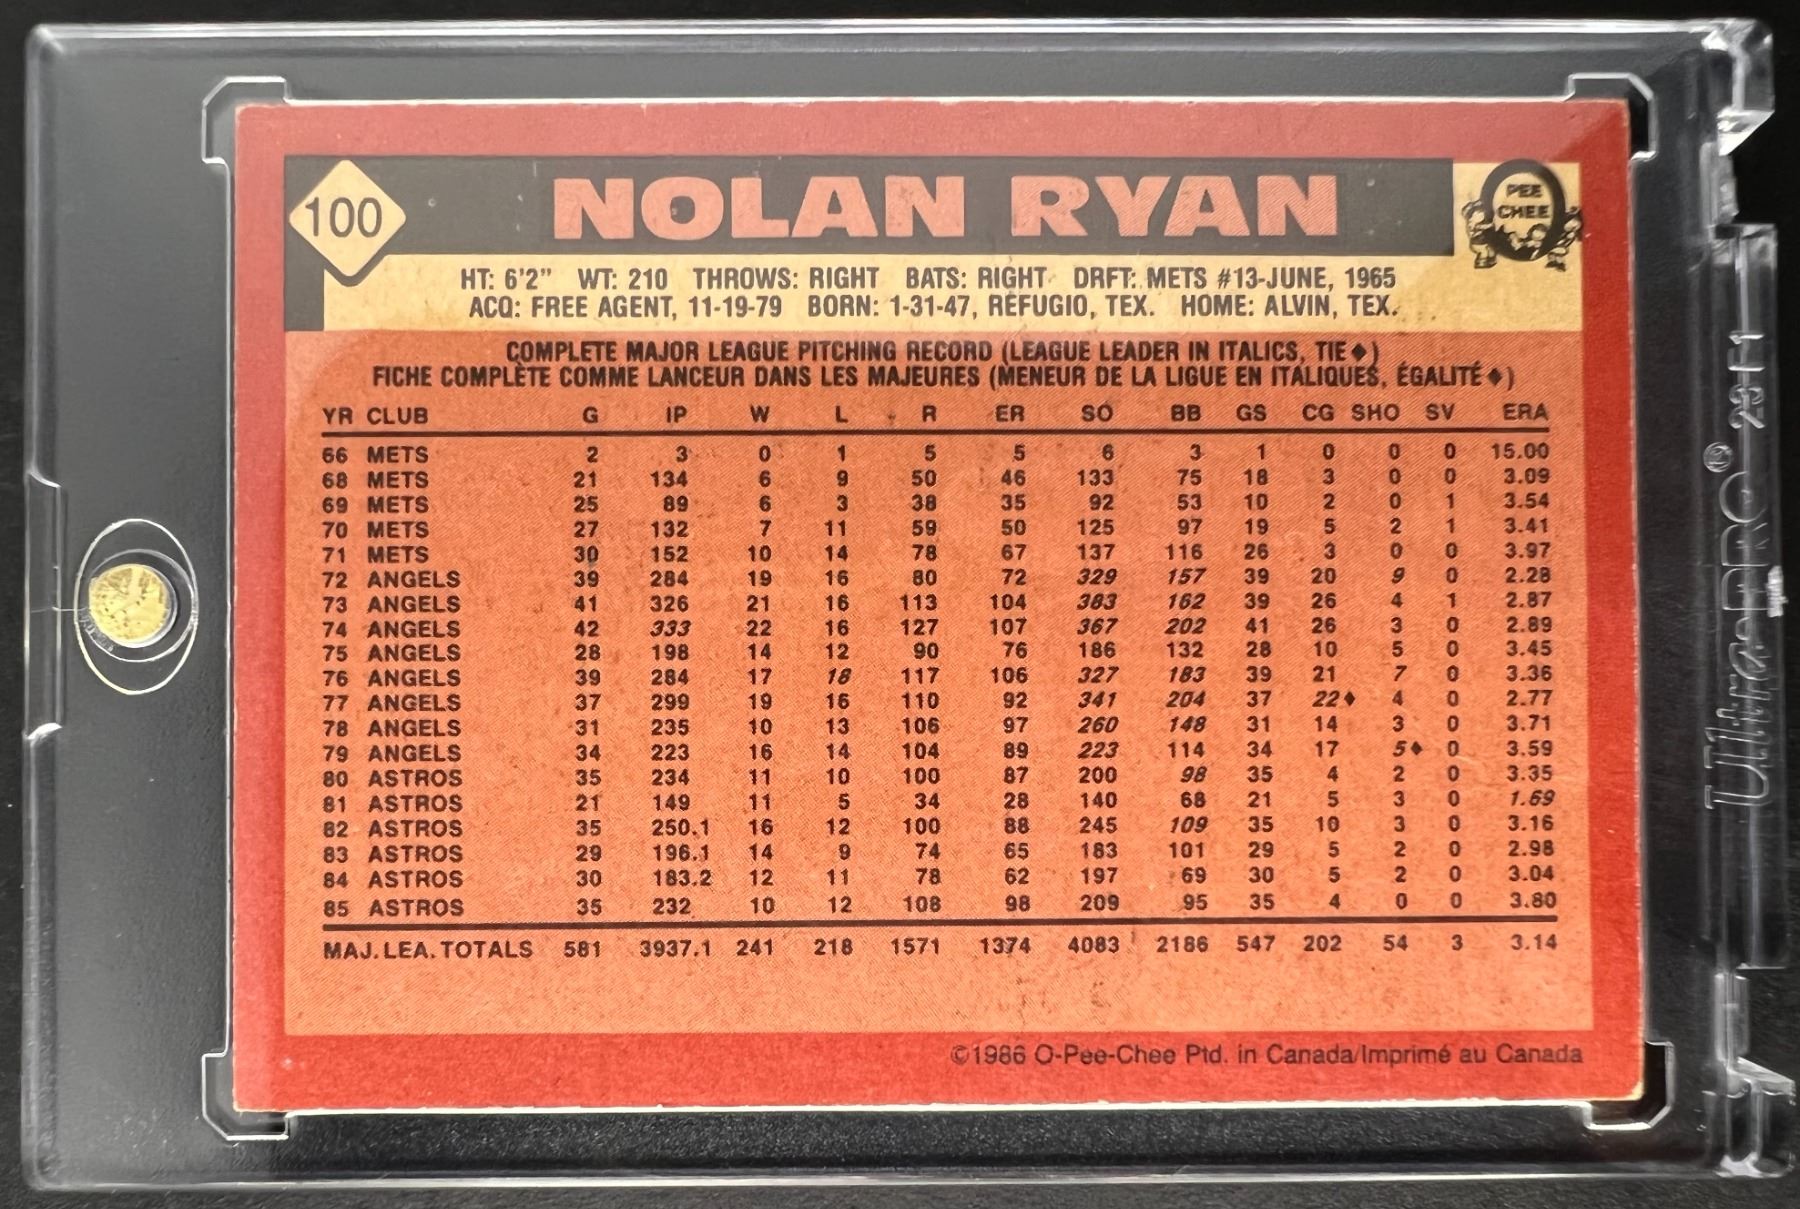 100
NOLAN RYAN
O
PEE
CHEE
HT: 6'2" WT: 210 THROWS: RIGHT BATS: RIGHT DRFT: METS #13-JUNE, 1965
ACQ: FREE AGENT, 11-19-79 BORN: 1-31-47, REFUGIO, TEX. HOME: ALVIN, TEX.
COMPLETE MAJOR LEAGUE PITCHING RECORD (LEAGUE LEADER IN ITALICS, TIE♦)
FICHE COMPLÈTE COMME LANCEUR DANS LES MAJEURES (MENEUR DE LA LIGUE EN ITALIQUES, ÉGALITÉ♦)
YR CLUB G IP W L R ER SO BB GS CG SHO SV ERA
66 METS 2 3 0 1 5 5 6 3 1 0 0 0 15.00
68 METS 21 134 6 9 50 46 133 75 18 3 0 0 3.09
69 METS 25 89 6 3 38 35 92 53 10 2 0 1 3.54
70 METS 27 132 7 11 59 50 125 97 19 5 2 1 3.41
71 METS 30 152 10 14 78 67 137 116 26 3 0 0 3.97
72 ANGELS 39 284 19 16 80 72 329 157 39 20 9 0 2.28
73 ANGELS 41 326 21 16 113 104 383 162 39 26 4 1 2.87
74 ANGELS 42 333 22 16 127 107 367 202 41 26 3 0 2.89
75 ANGELS 28 198 14 12 90 76 186 132 28 10 5 0 3.45
76 ANGELS 39 284 17 18 117 106 327 183 39 21 7 0 3.36
77 ANGELS 37 299 19 16 110 92 341 204 37 22♦ 4 0 2.77
78 ANGELS 31 235 10 13 106 97 260 148 31 14 3 0 3.71
79 ANGELS 34 223 16 14 104 89 223 114 34 17 5♦ 0 3.59
80 ASTROS 35 234 11 10 100 87 200 98 35 4 2 0 3.35
81 ASTROS 21 149 11 5 34 28 140 68 21 5 3 0 1.69
82 ASTROS 35 250.1 16 12 100 88 245 109 35 10 3 0 3.16
83 ASTROS 29 196.1 14 9 74 65 183 101 29 5 2 0 2.98
84 ASTROS 30 183.2 12 11 78 62 197 69 30 5 2 0 3.04
85 ASTROS 35 232 10 12 108 98 209 95 35 4 0 0 3.80
MAJ.LEA.TOTALS 581 3937.1 241 218 1571 1374 4083 2186 547 202 54 3 3.14
©1986 O-Pee-Chee Ptd. in Canada/Imprimé au Canada
Ultra•PRO®